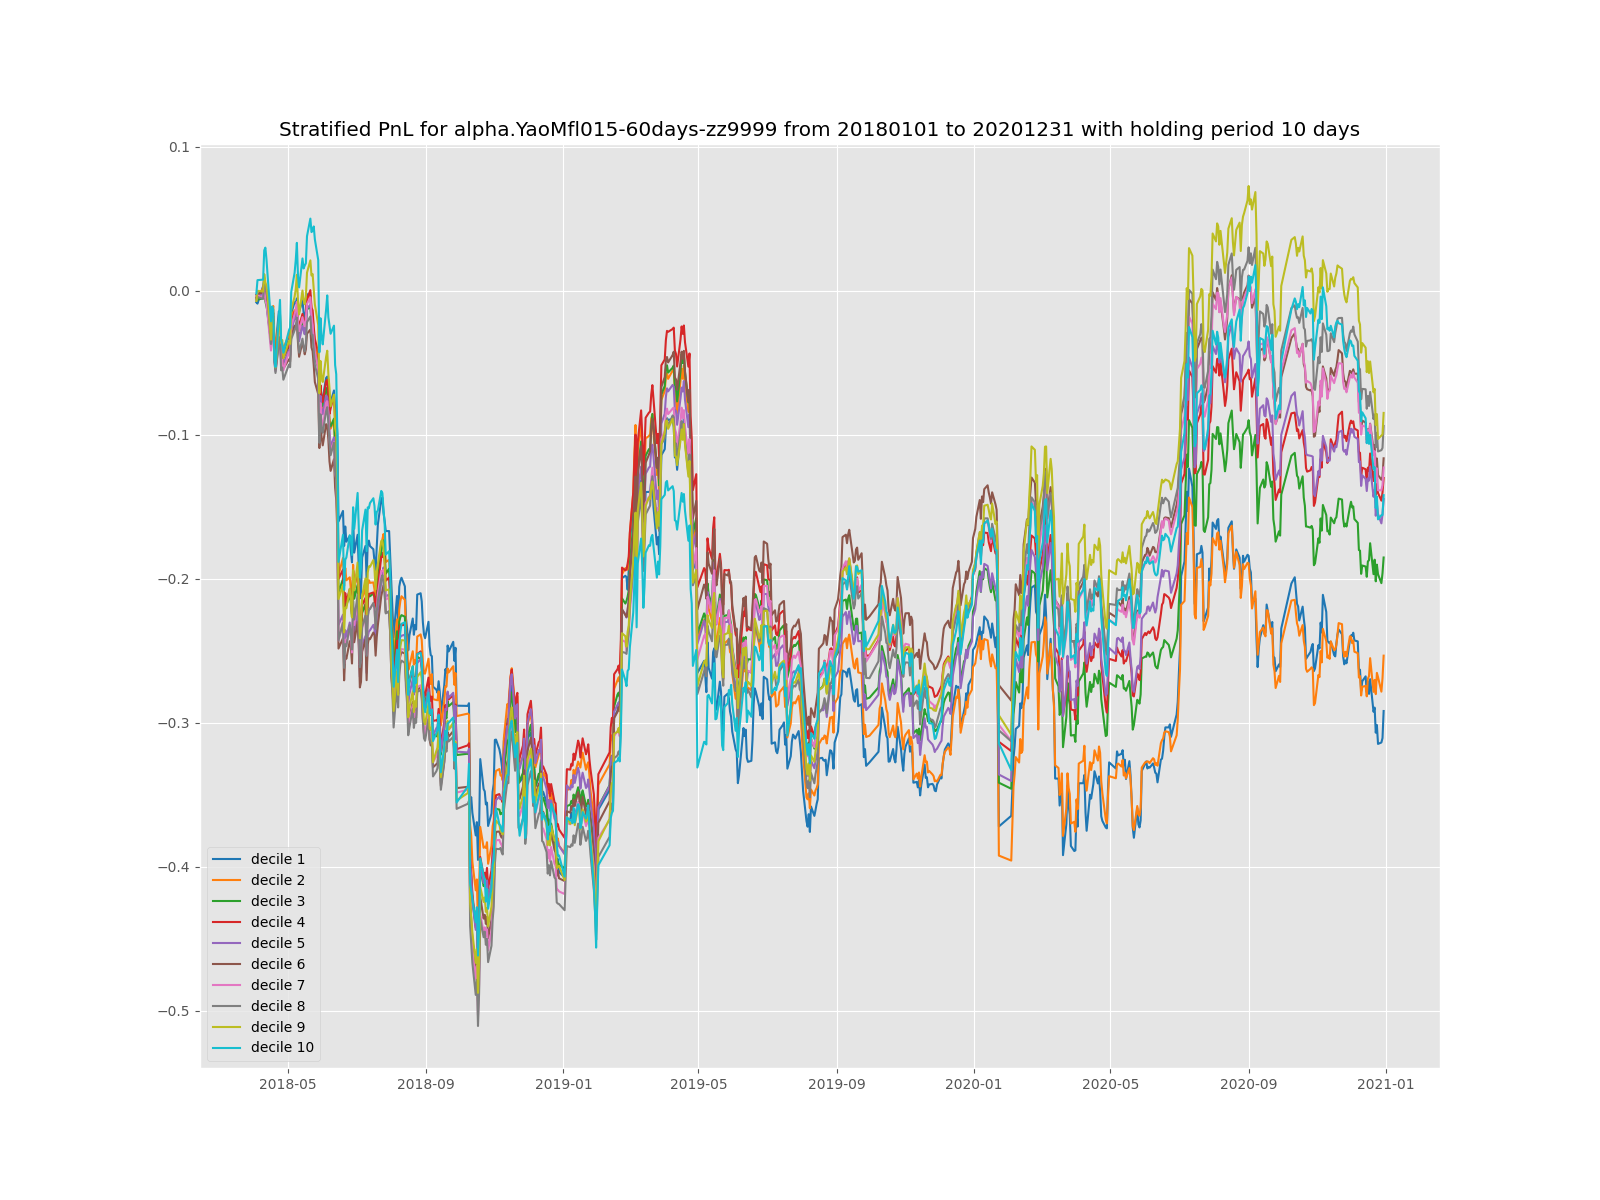 Stratified PnL for alpha.YaoMfl015-60days-zz9999 from 20180101 to 20201231 with holding period 10 days
0.1
0.0
−0.1
−0.2
−0.3
−0.4
−0.5
decile 1
decile 2
decile 3
decile 4
decile 5
decile 6
decile 7
decile 8
decile 9
decile 10
2018-05 2018-09 2019-01 2019-05 2019-09 2020-01 2020-05 2020-09 2021-01